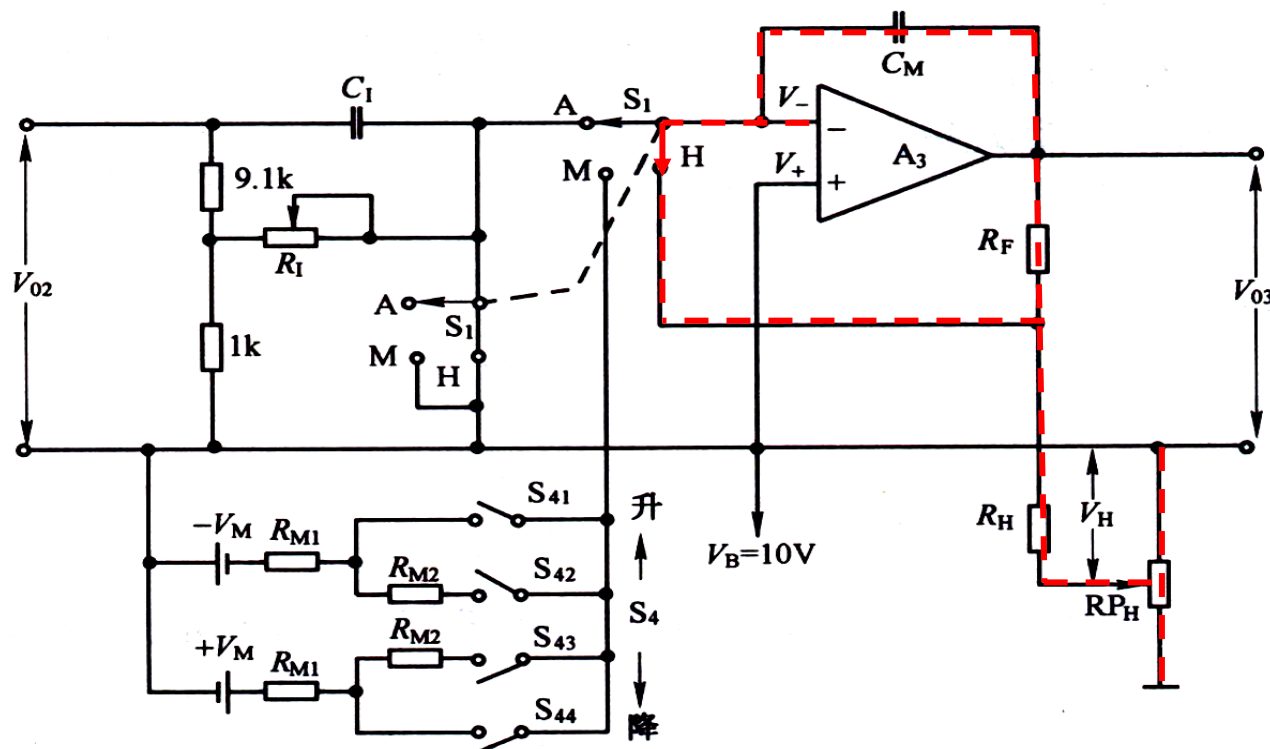 C_M
C_I
A
S_1
V_−
−
A_3
H
M
V_+
+
9.1k
R_I
R_F
V_02
V_03
A
S_1
1k
M
H
S_41
升
R_H
V_H
−V_M
R_M1
V_B=10V
R_M2
S_42
S_4
RP_H
R_M2
S_43
+V_M
R_M1
S_44
降